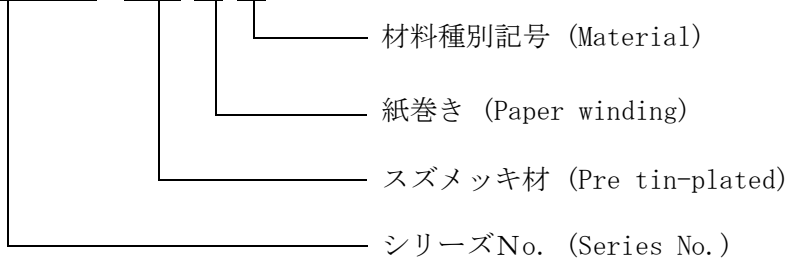 材料種別記号 (Material)
紙巻き (Paper winding)
スズメッキ材 (Pre tin-plated)
シリーズNo. (Series No.)